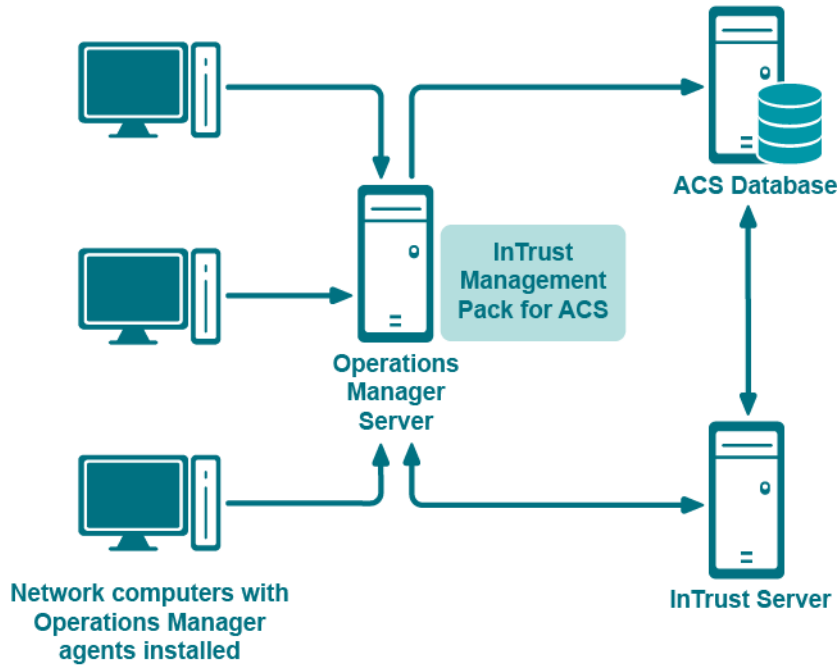 ACS Database
InTrust
Management
Pack for ACS
Operations
Manager
Server
Network computers with
Operations Manager
agents installed
InTrust Server